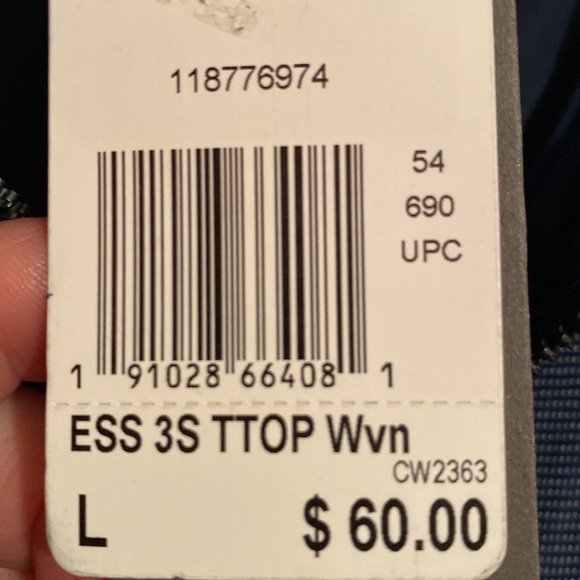 118776974
54
690
UPC
1 91028 66408 1
ESS 3S TTOP Wvn
CW2363
L $ 60.00